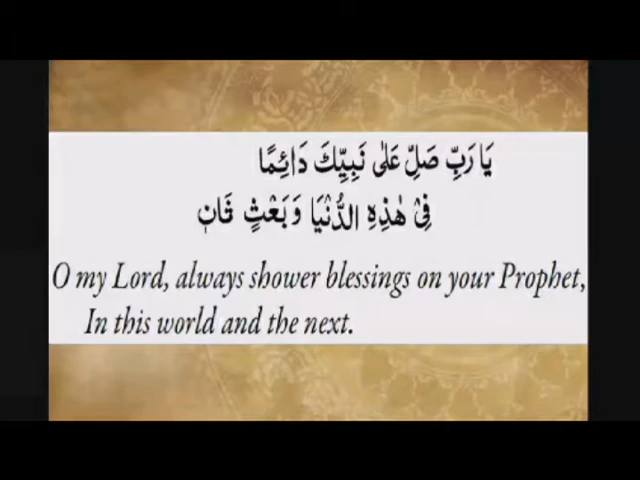 يَا رَبِّ صَلِّ عَلٰى نَبِيِّكَ دَائِمًا
فِىْ هٰذِهِ الدُّنْيَا وَبَعْثٍ ثَانٖ
O my Lord, always shower blessings on your Prophet,
In this world and the next.